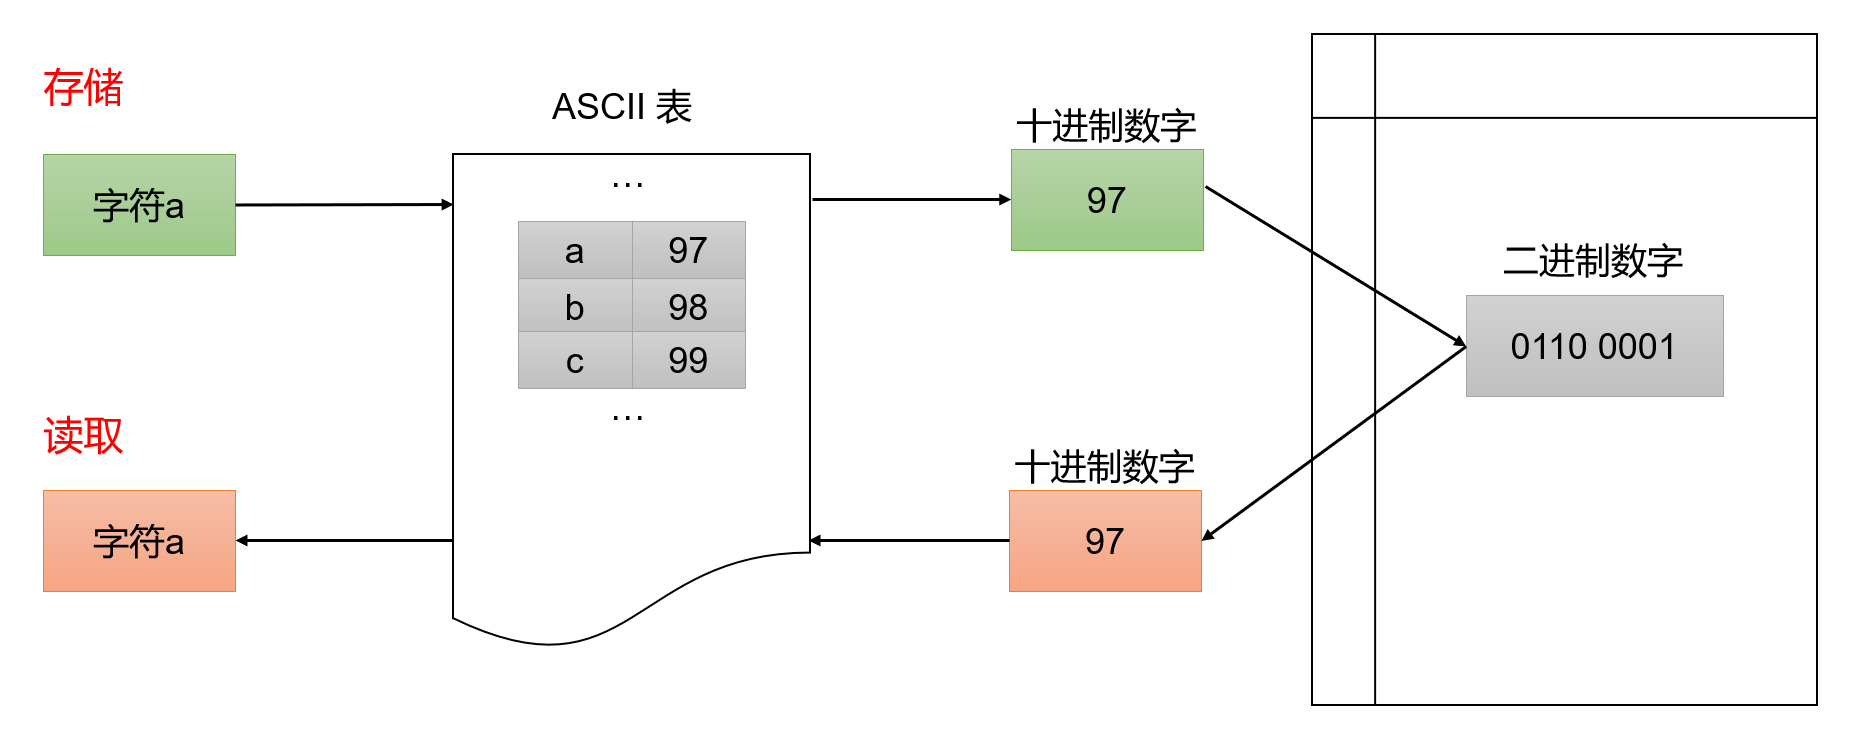 存储
字符a
ASCII 表
…
a 97
b 98
c 99
…
十进制数字
97
二进制数字
0110 0001
读取
字符a
十进制数字
97